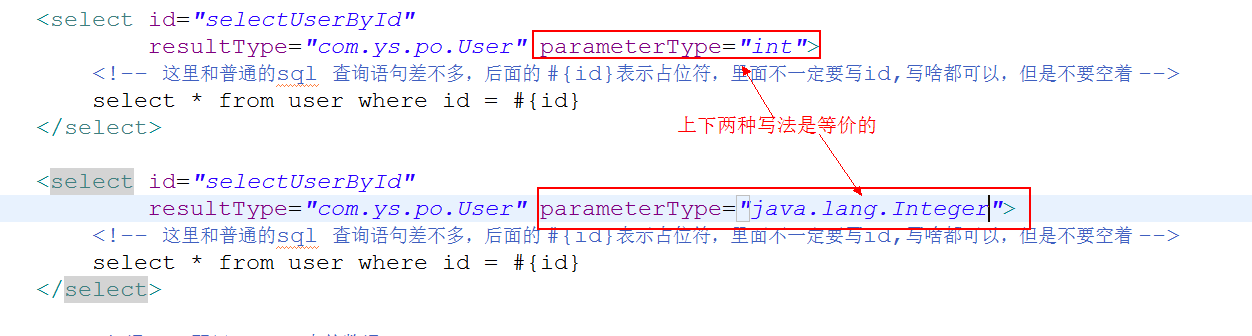 <select id="selectUserById"
resultType="com.ys.po.User" parameterType="int">
<!-- 这里和普通的sql 查询语句差不多，后面的 #{id}表示占位符，里面不一定要写id,写啥都可以，但是不要空着 -->
select * from user where id = #{id}
</select>
上下两种写法是等价的
<select id="selectUserById"
resultType="com.ys.po.User" parameterType="java.lang.Integer">
<!-- 这里和普通的sql 查询语句差不多，后面的 #{id}表示占位符，里面不一定要写id,写啥都可以，但是不要空着 -->
select * from user where id = #{id}
</select>